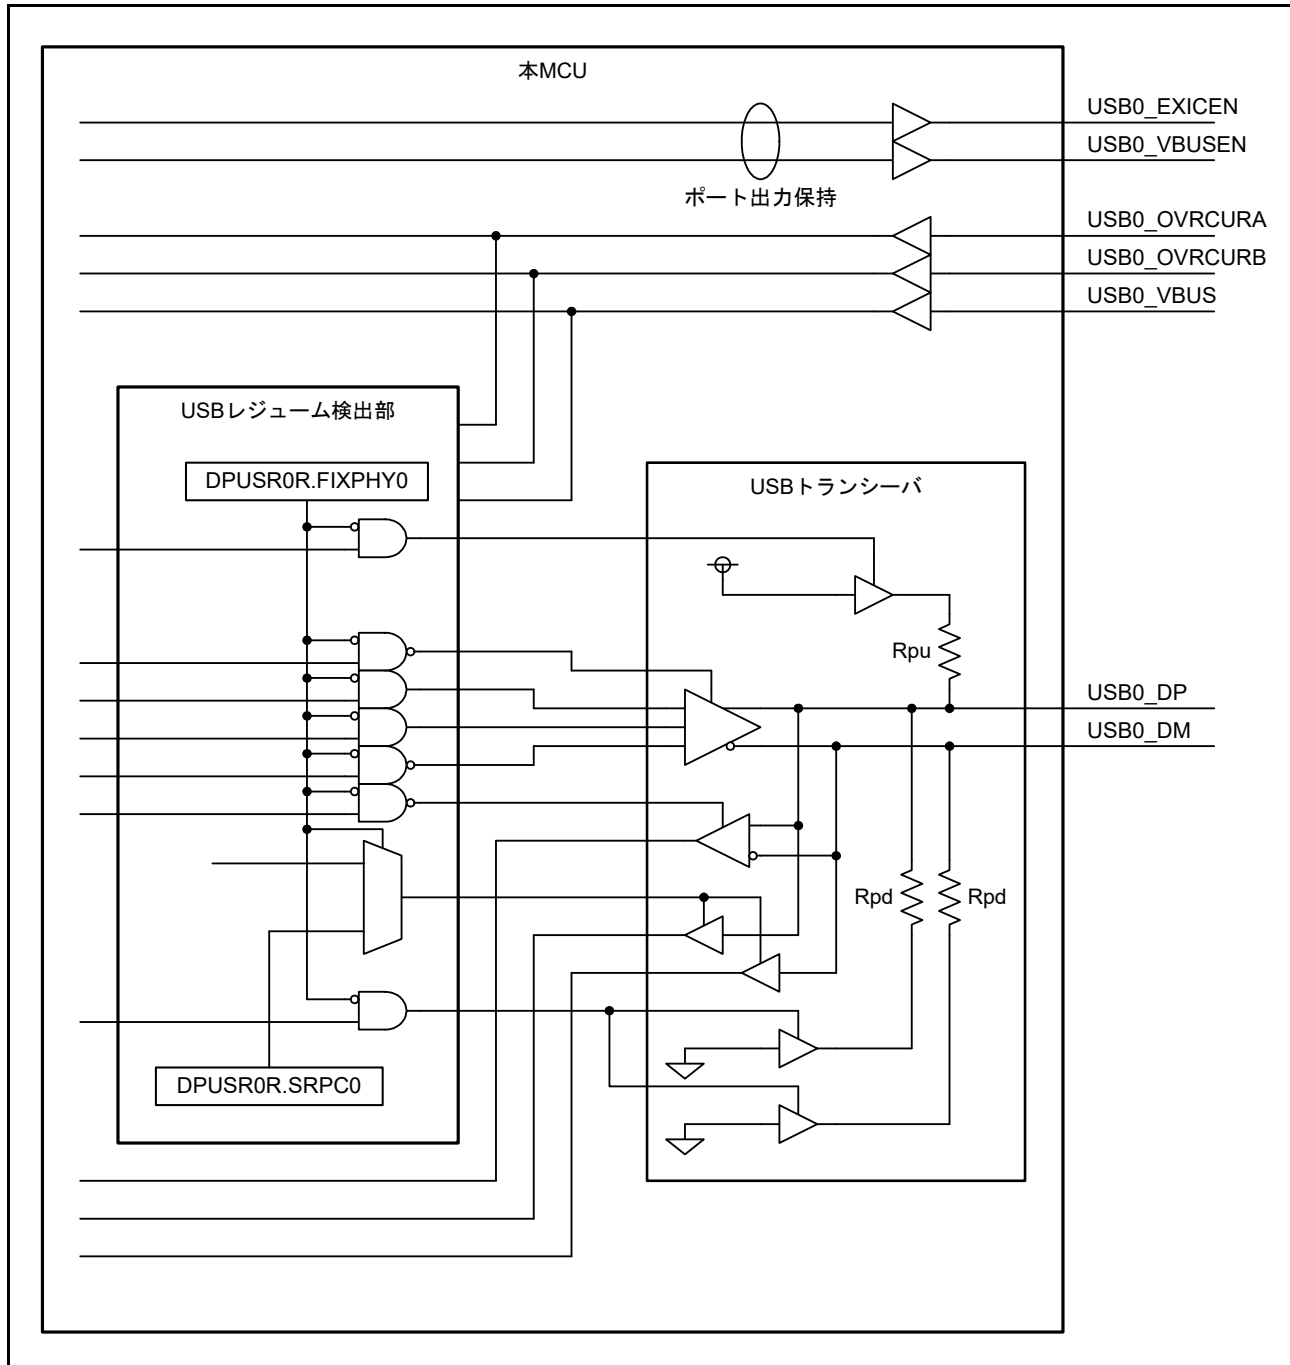 本MCU
USB0_EXICEN
USB0_VBUSEN
ポート出力保持
USB0_OVRCURA
USB0_OVRCURB
USB0_VBUS
USBレジューム検出部
DPUSR0R.FIXPHY0
USBトランシーバ
Rpu
USB0_DP
USB0_DM
Rpd
Rpd
DPUSR0R.SRPC0